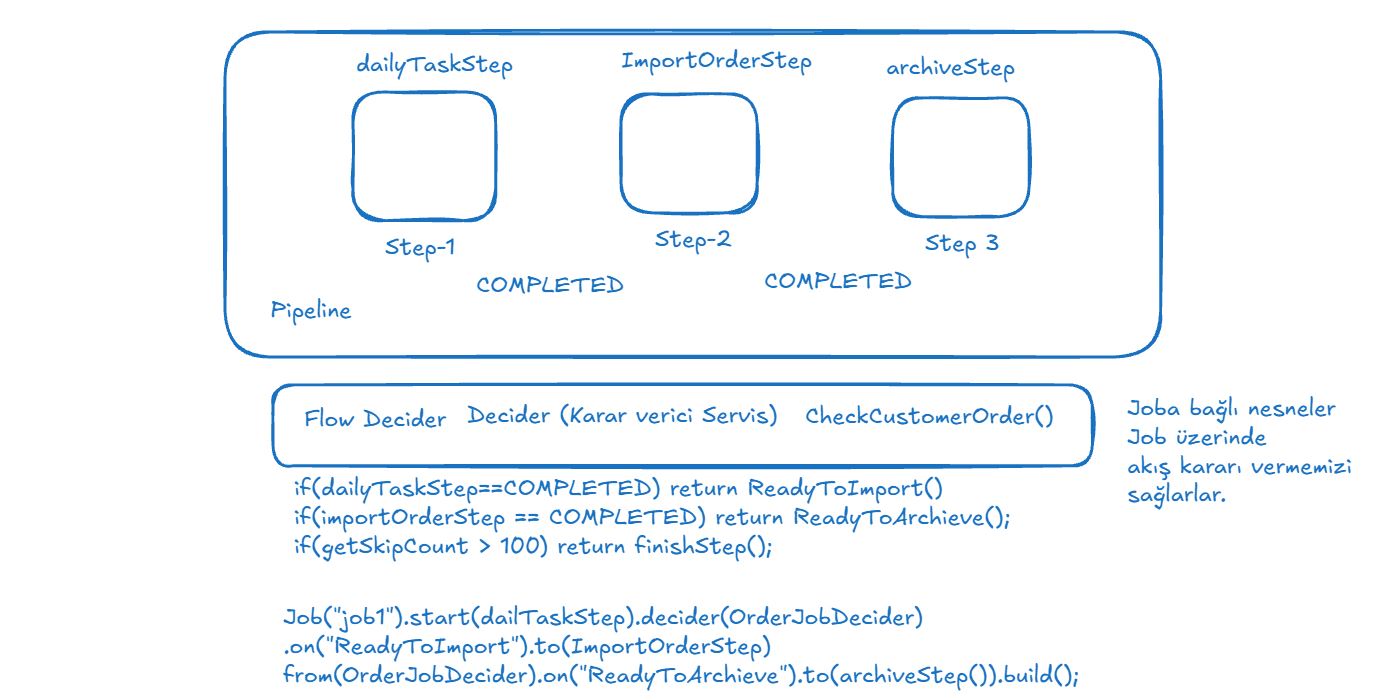 dailyTaskStep
ImportOrderStep
archiveStep
Step-1
Step-2
Step 3
COMPLETED
COMPLETED
Pipeline
Flow Decider
Decider (Karar verici Servis)
CheckCustomerOrder()
Joba bağlı nesneler
Job üzerinde
akış kararı vermemizi
sağlarlar.
if(dailyTaskStep==COMPLETED) return ReadyToImport()
if(importOrderStep == COMPLETED) return ReadyToArchieve();
if(getSkipCount > 100) return finishStep();
Job("job1").start(dailTaskStep).decider(OrderJobDecider)
.on("ReadyToImport").to(ImportOrderStep)
from(OrderJobDecider).on("ReadyToArchieve").to(archiveStep()).build();